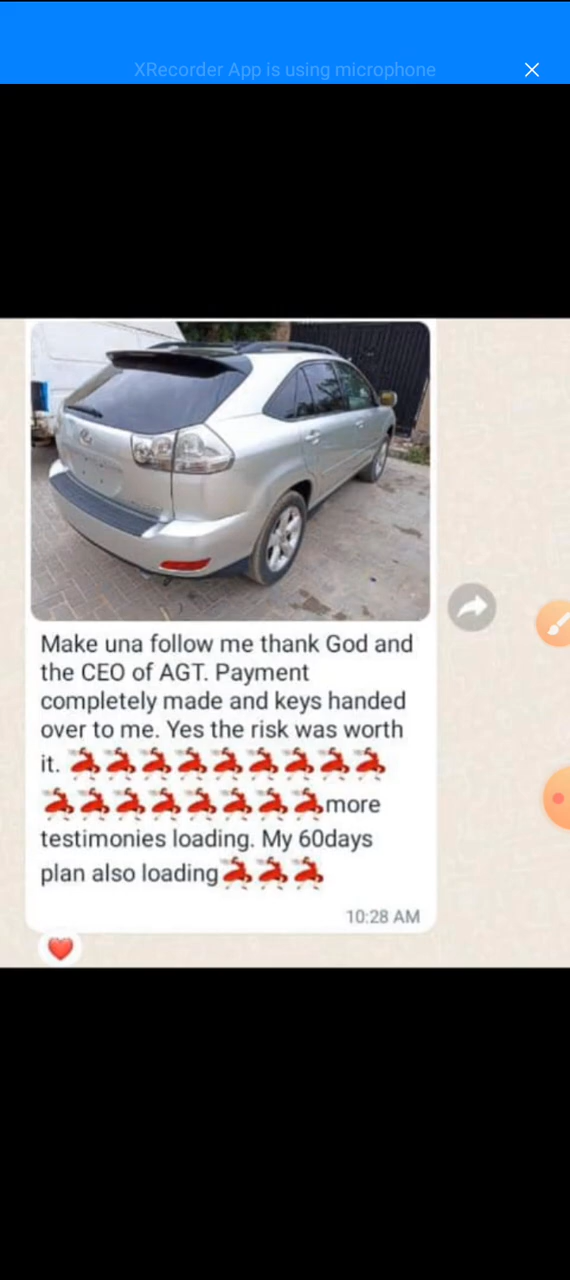 XRecorder App is using microphone
Make una follow me thank God and
the CEO of AGT. Payment
completely made and keys handed
over to me. Yes the risk was worth
it. 💃💃💃💃💃💃💃💃💃
💃💃💃💃💃💃💃💃more
testimonies loading. My 60days
plan also loading💃💃💃
10:28 AM